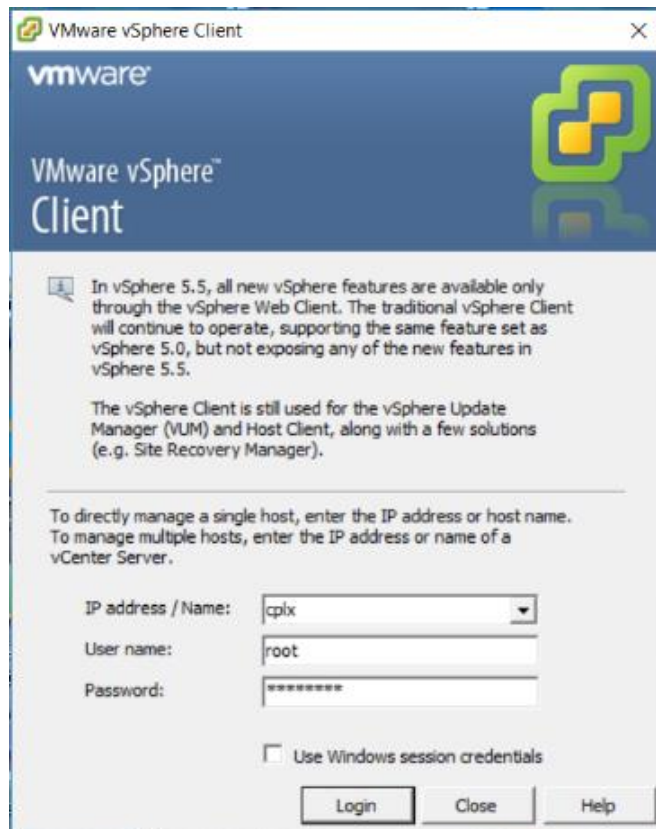 VMware vSphere Client
vmware
VMware vSphere™
Client
In vSphere 5.5, all new vSphere features are available only
through the vSphere Web Client. The traditional vSphere Client
will continue to operate, supporting the same feature set as
vSphere 5.0, but not exposing any of the new features in
vSphere 5.5.
The vSphere Client is still used for the vSphere Update
Manager (VUM) and Host Client, along with a few solutions
(e.g. Site Recovery Manager).
To directly manage a single host, enter the IP address or host name.
To manage multiple hosts, enter the IP address or name of a
vCenter Server.
IP address / Name: cplx
User name: root
Password: ********
Use Windows session credentials
Login Close Help